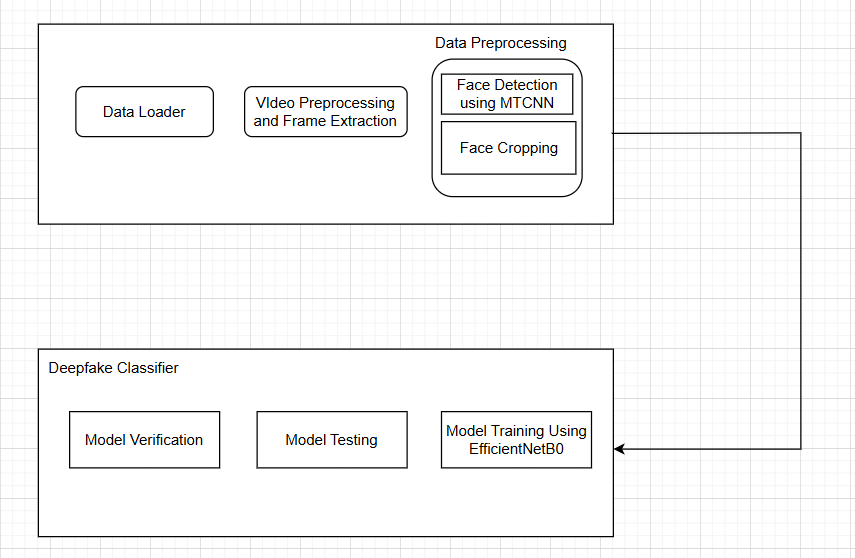 Data Preprocessing
Data Loader
VIdeo Preprocessing
and Frame Extraction
Face Detection
using MTCNN
Face Cropping
Deepfake Classifier
Model Verification
Model Testing
Model Training Using
EfficientNetB0